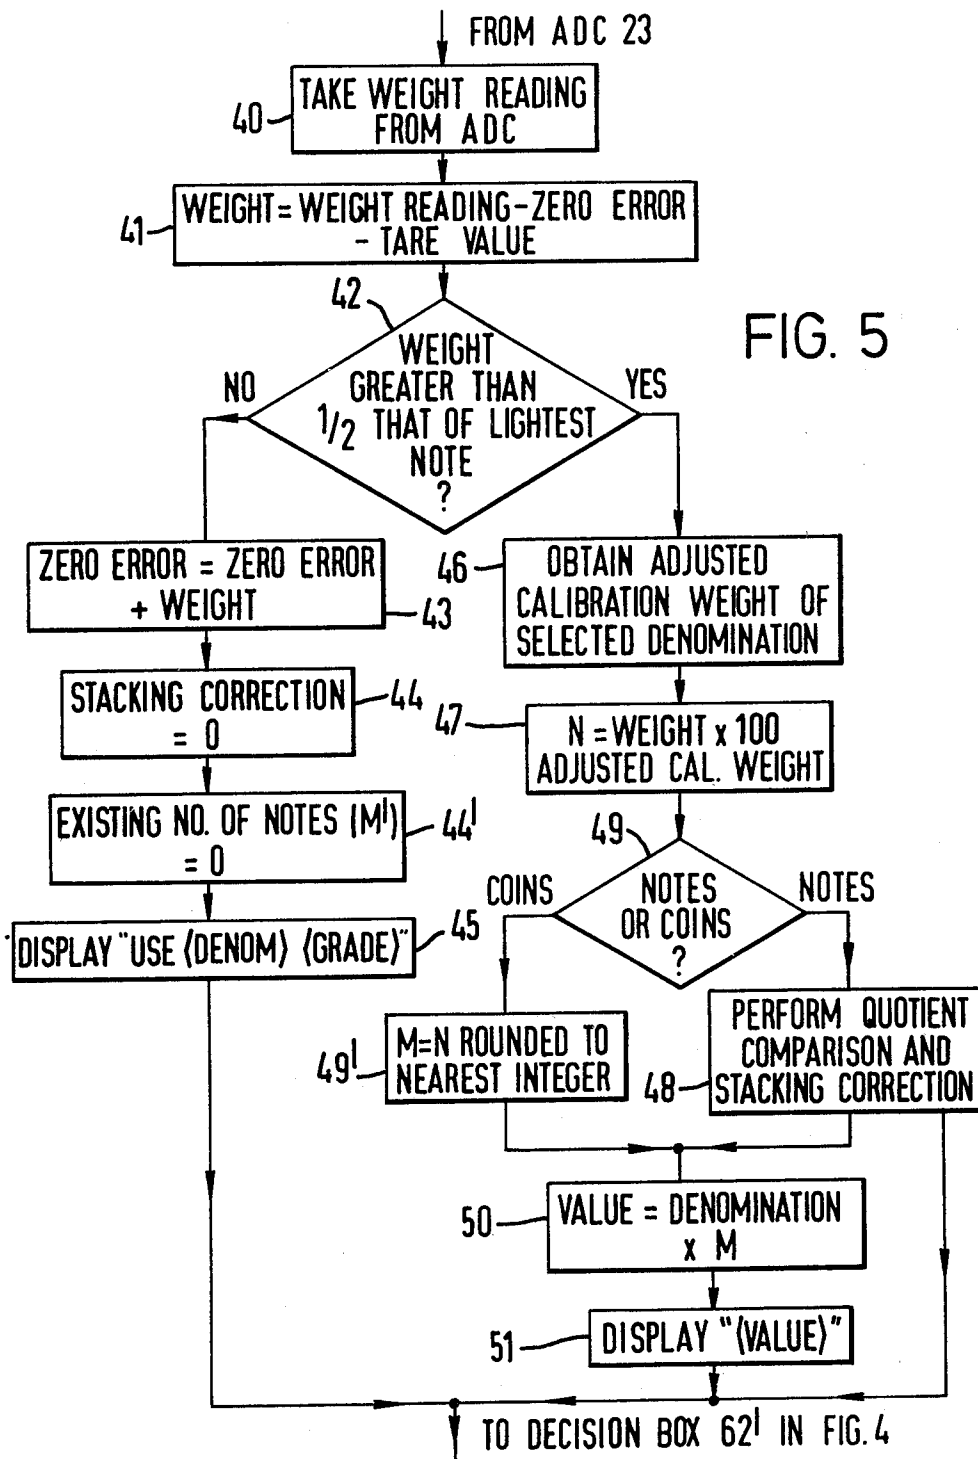 FROM ADC 23
TAKE WEIGHT READING
FROM ADC
40
WEIGHT = WEIGHT READING - ZERO ERROR
- TARE VALUE
41
42
FIG. 5
WEIGHT
GREATER THAN
1/2 THAT OF LIGHTEST
NOTE
?
NO
YES
ZERO ERROR = ZERO ERROR
+ WEIGHT
43
46
OBTAIN ADJUSTED
CALIBRATION WEIGHT OF
SELECTED DENOMINATION
STACKING CORRECTION
= 0
44
47
N = WEIGHT x 100
ADJUSTED CAL. WEIGHT
EXISTING NO. OF NOTES (M')
= 0
44'
49
COINS
NOTES
NOTES
OR COINS
?
DISPLAY "USE ⟨DENOM⟩ ⟨GRADE⟩"
45
M=N ROUNDED TO
NEAREST INTEGER
49'
PERFORM QUOTIENT
COMPARISON AND
STACKING CORRECTION
48
50
VALUE = DENOMINATION
x M
51
DISPLAY "⟨VALUE⟩"
TO DECISION BOX 62' IN FIG. 4